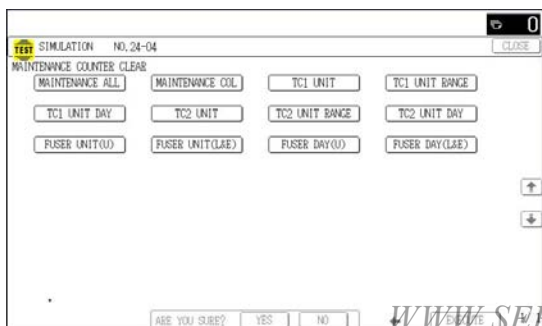 0
TEST SIMULATION NO,24-04 CLOSE
MAINTENANCE COUNTER CLEAR
MAINTENANCE ALL MAINTENANCE COL TC1 UNIT TC1 UNIT RANGE
TC1 UNIT DAY TC2 UNIT TC2 UNIT RANGE TC2 UNIT DAY
FUSER UNIT(U) FUSER UNIT(L&E) FUSER DAY(U) FUSER DAY(L&E)
ARE YOU SURE? YES NO EXECUTE